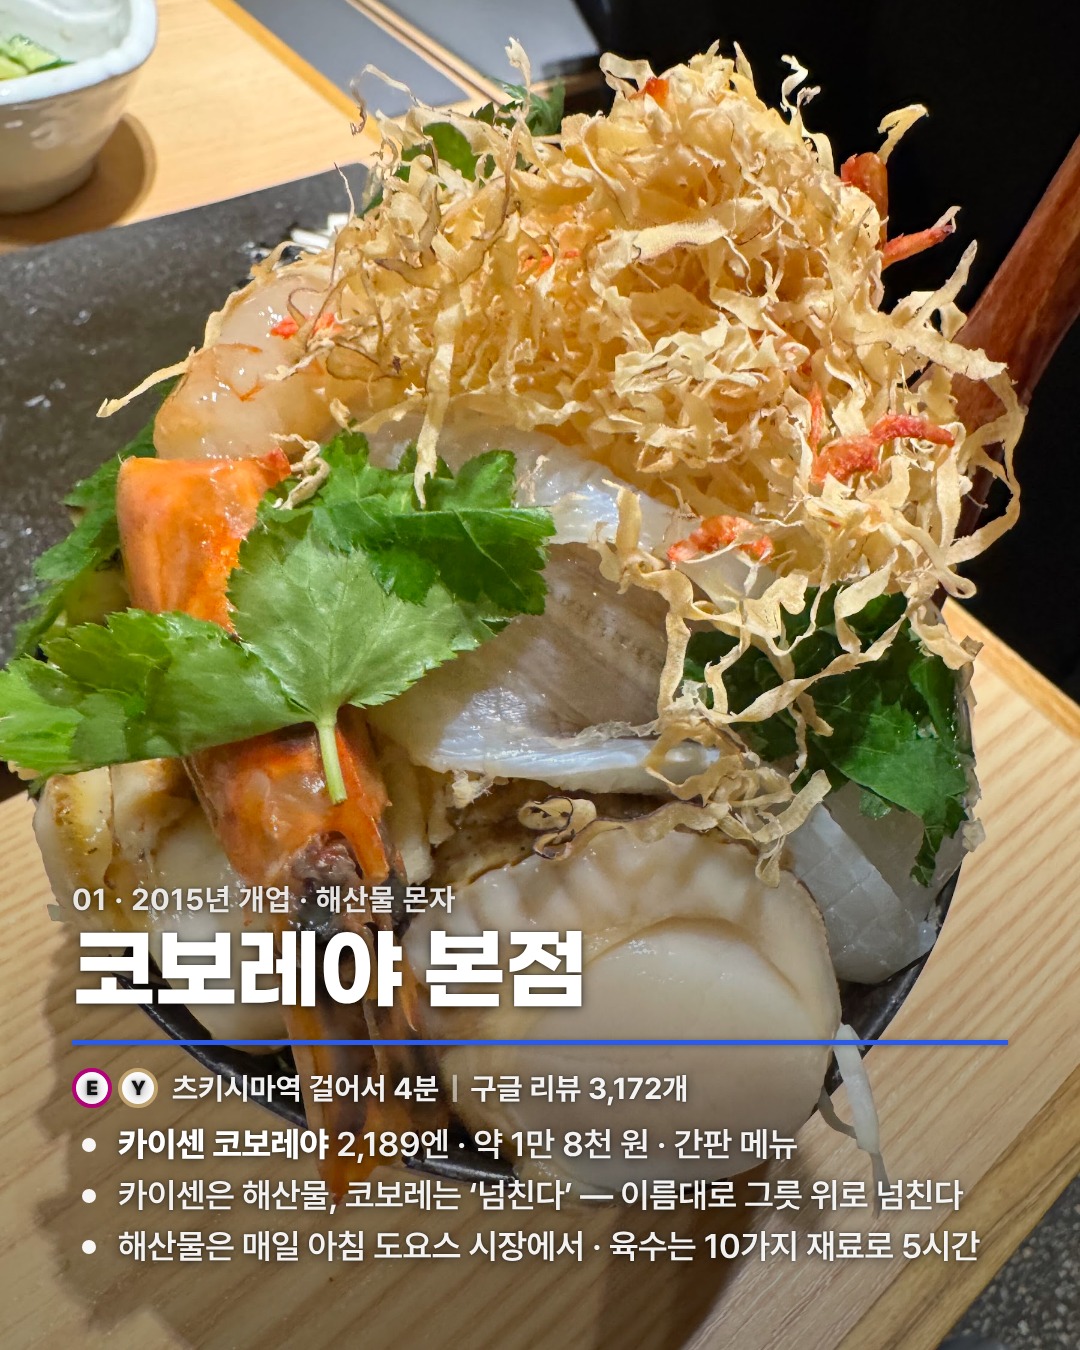 01 · 2015년 개업 · 해산물 몬자
코보레야 본점
E Y 츠키시마역 걸어서 4분 | 구글 리뷰 3,172개
• 카이센 코보레야 2,189엔 · 약 1만 8천 원 · 간판 메뉴
• 카이센은 해산물, 코보레는 ‘넘친다’ — 이름대로 그릇 위로 넘친다
• 해산물은 매일 아침 도요스 시장에서 · 육수는 10가지 재료로 5시간